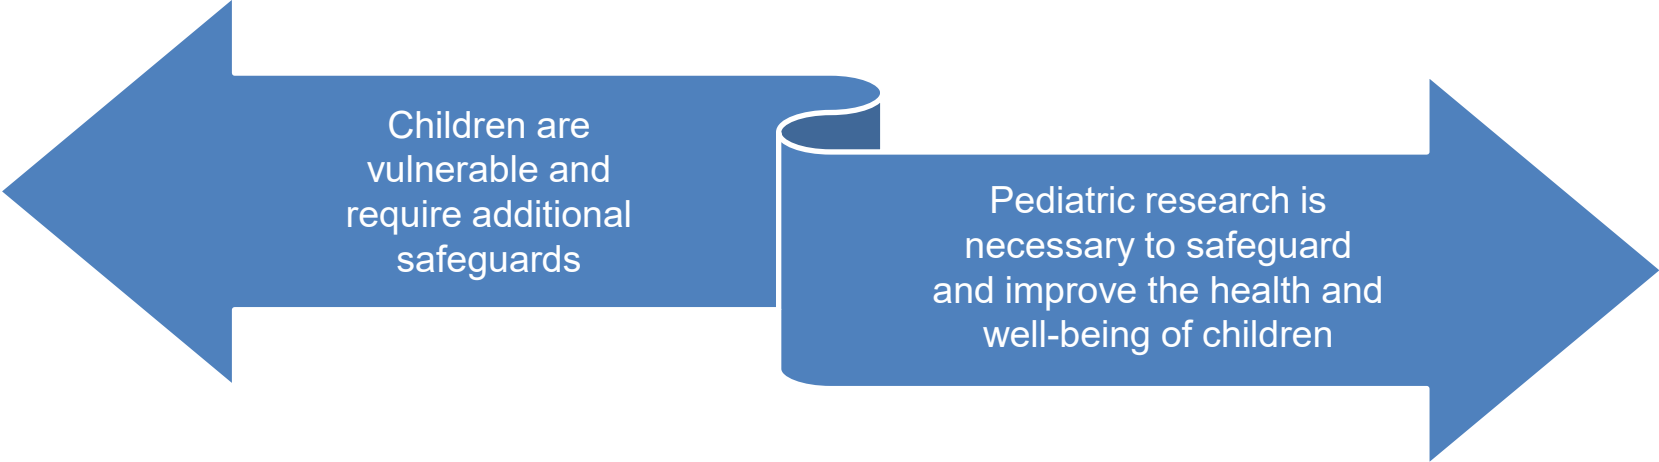 Children are
vulnerable and
require additional
safeguards
Pediatric research is
necessary to safeguard
and improve the health and
well-being of children